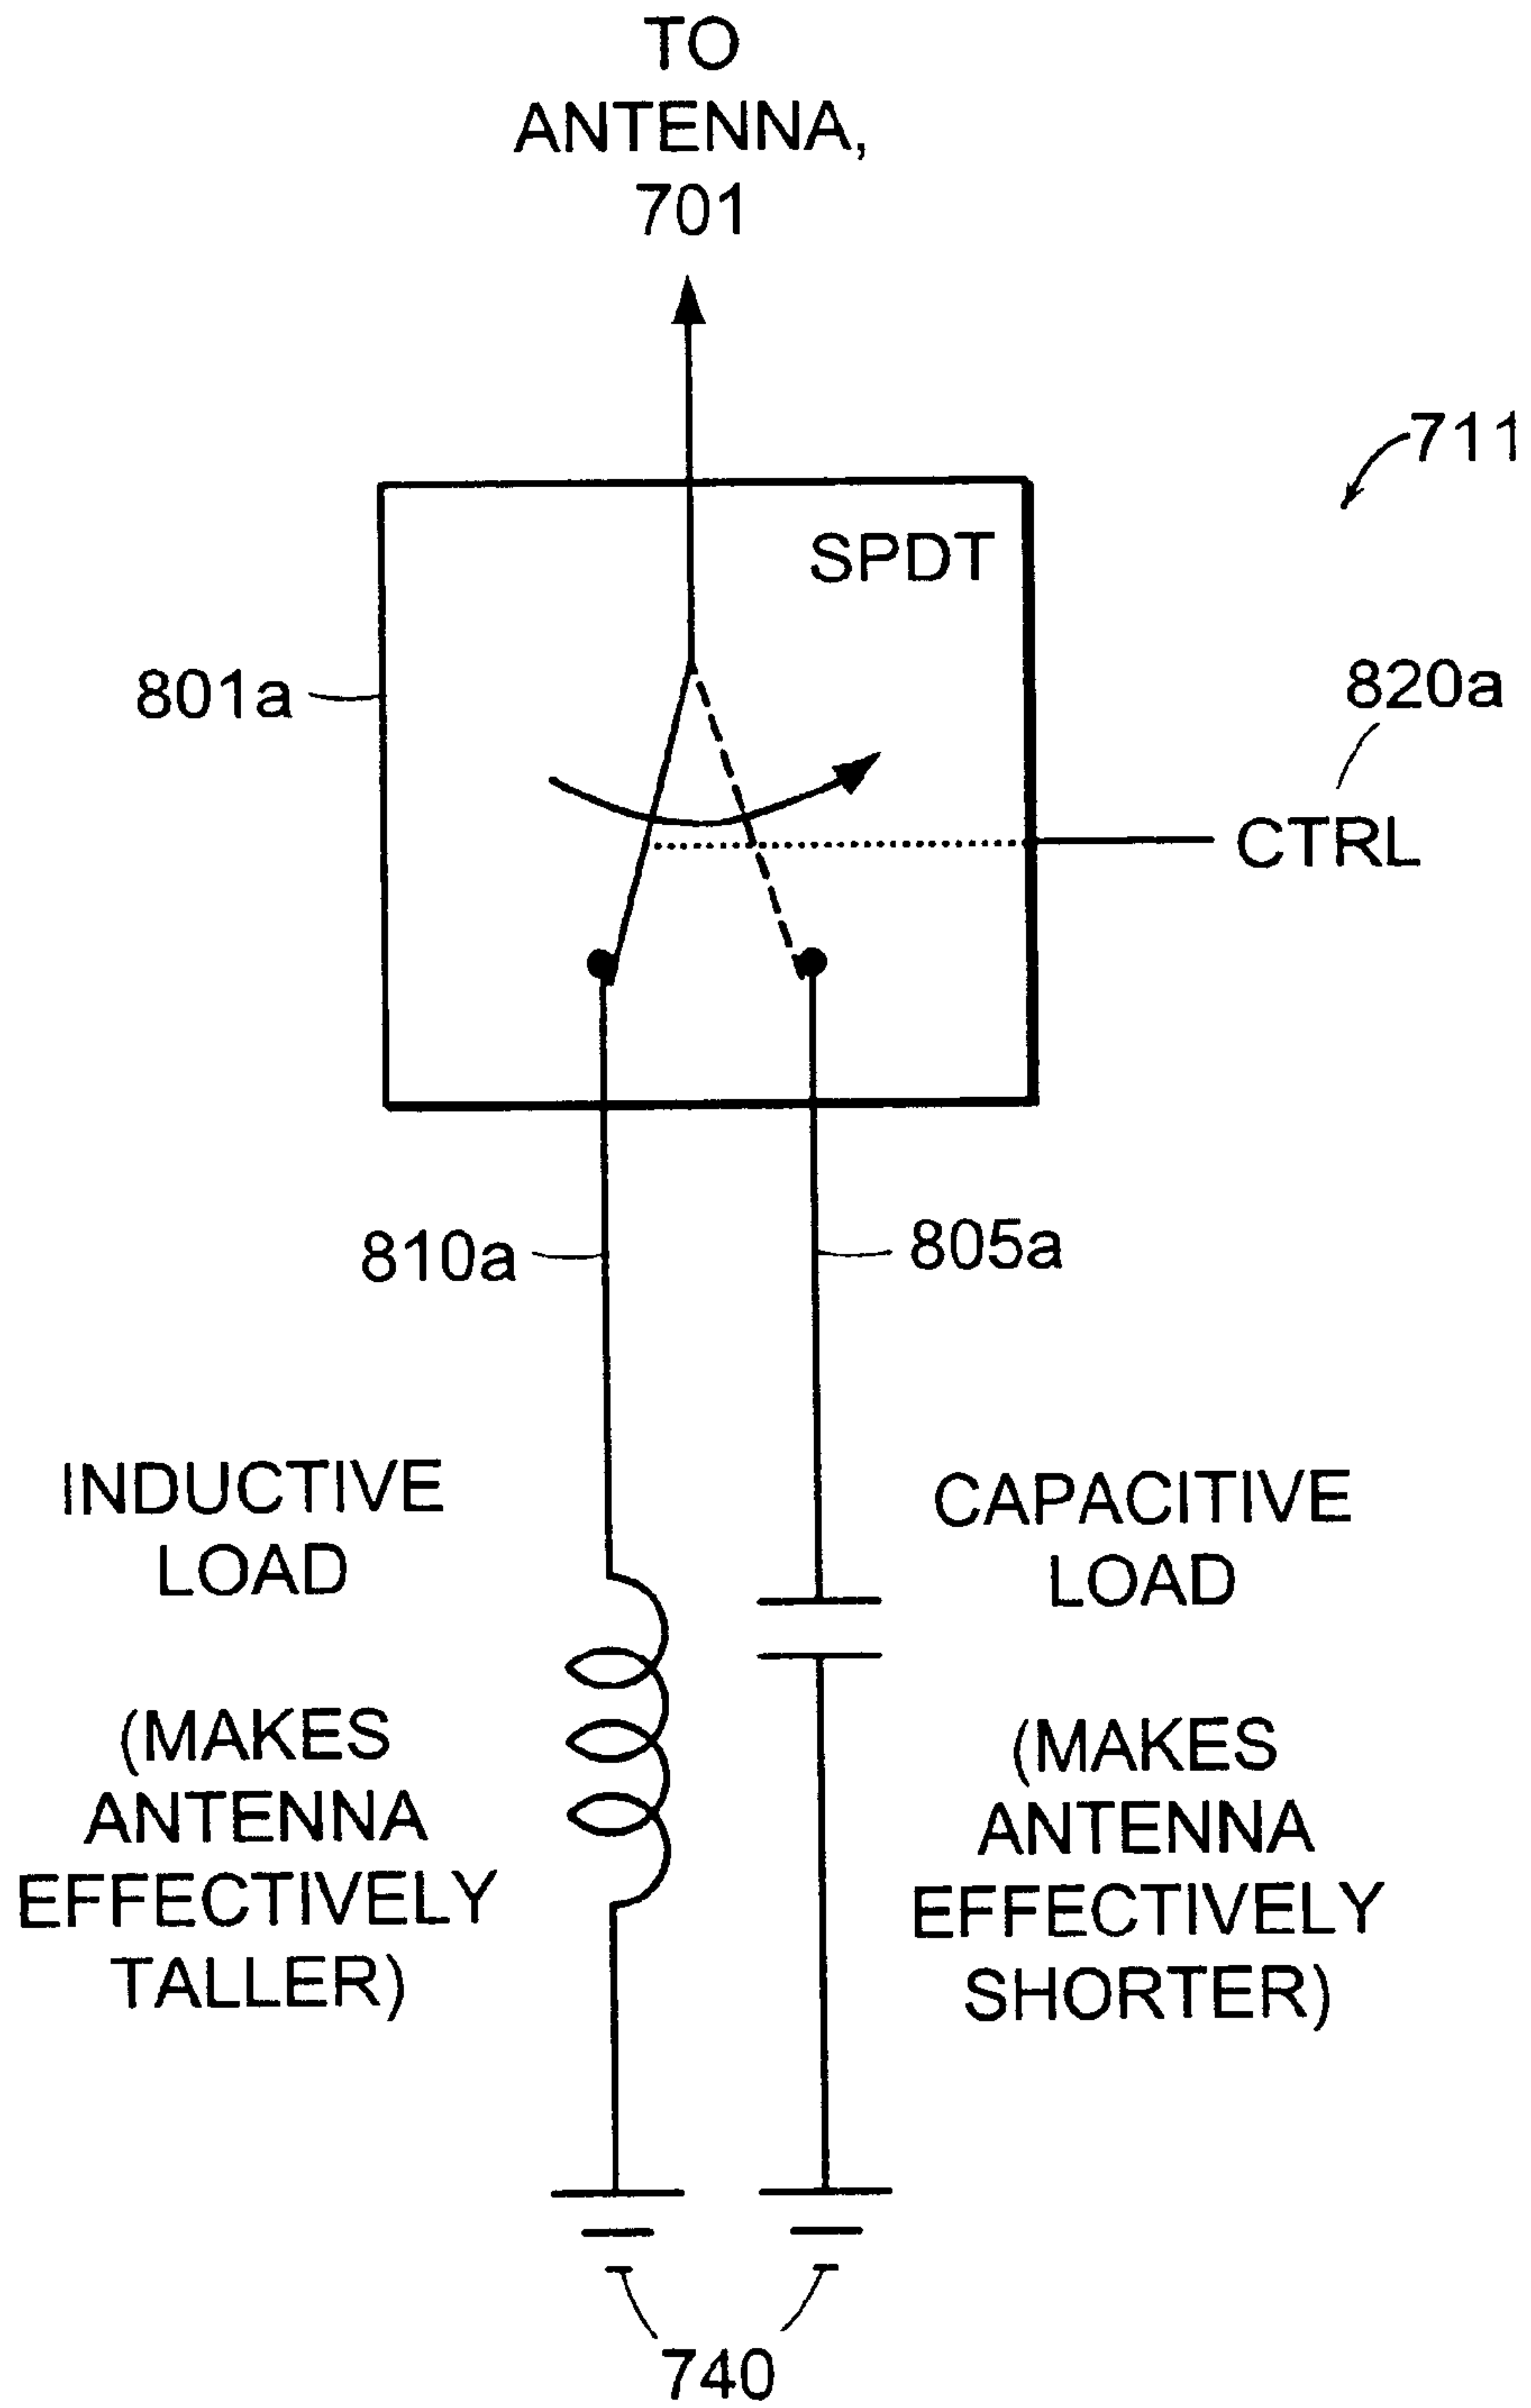 TO
ANTENNA,
701
711
SPDT
801a
820a
CTRL
810a
805a
INDUCTIVE
LOAD
(MAKES
ANTENNA
EFFECTIVELY
TALLER)
CAPACITIVE
LOAD
(MAKES
ANTENNA
EFFECTIVELY
SHORTER)
740